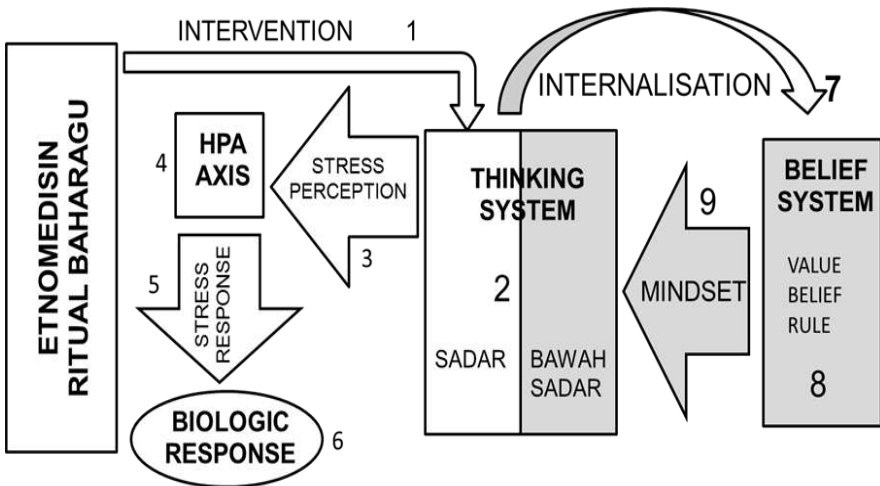 ETNOMEDISIN
RITUAL BAHARAGU
INTERVENTION 1
THINKING
SYSTEM
2
SADAR
BAWAH
SADAR
STRESS
PERCEPTION
3
4
HPA
AXIS
5
STRESS
RESPONSE
BIOLOGIC
RESPONSE
6
INTERNALISATION
7
BELIEF
SYSTEM
VALUE
BELIEF
RULE
8
9
MINDSET